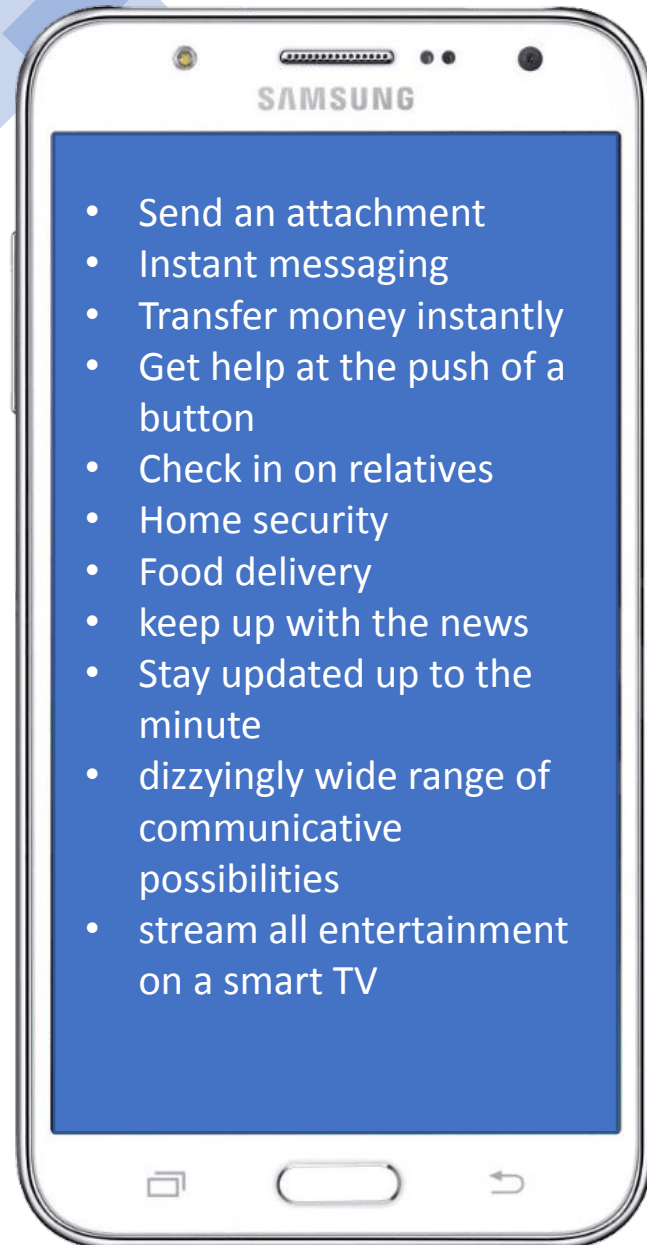 SAMSUNG
• Send an attachment
• Instant messaging
• Transfer money instantly
• Get help at the push of a
button
• Check in on relatives
• Home security
• Food delivery
• keep up with the news
• Stay updated up to the
minute
• dizzyingly wide range of
communicative
possibilities
• stream all entertainment
on a smart TV